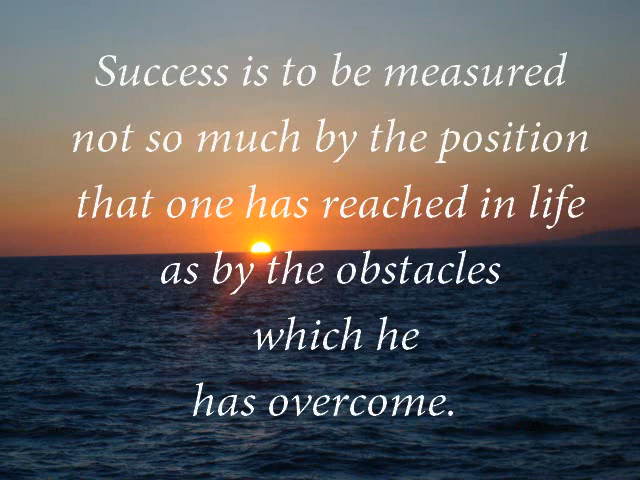 Success is to be measured
not so much by the position
that one has reached in life
as by the obstacles
which he
has overcome.